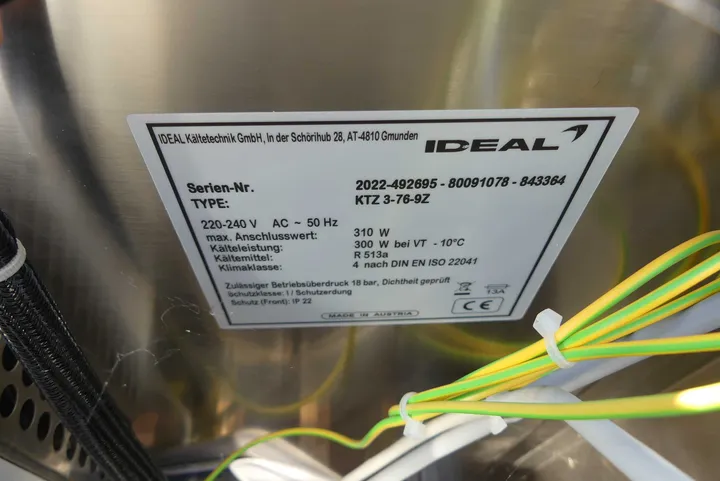 IDEAL Kältetechnik GmbH, In der Schörihub 28, AT-4810 Gmunden
IDEAL
Serien-Nr. 2022-492695 - 80091078 - 843364
TYPE: KTZ 3-76-9Z
220-240 V AC ~ 50 Hz
max. Anschlusswert: 310 W
Kälteleistung: 300 W bei VT - 10°C
Kältemittel: R 513a
Klimaklasse: 4 nach DIN EN ISO 22041
Zulässiger Betriebsüberdruck 18 bar, Dichtheit geprüft
Schutzklasse: I / Schutzerdung
Schutz (Front): IP 22
13A
CE
MADE IN AUSTRIA